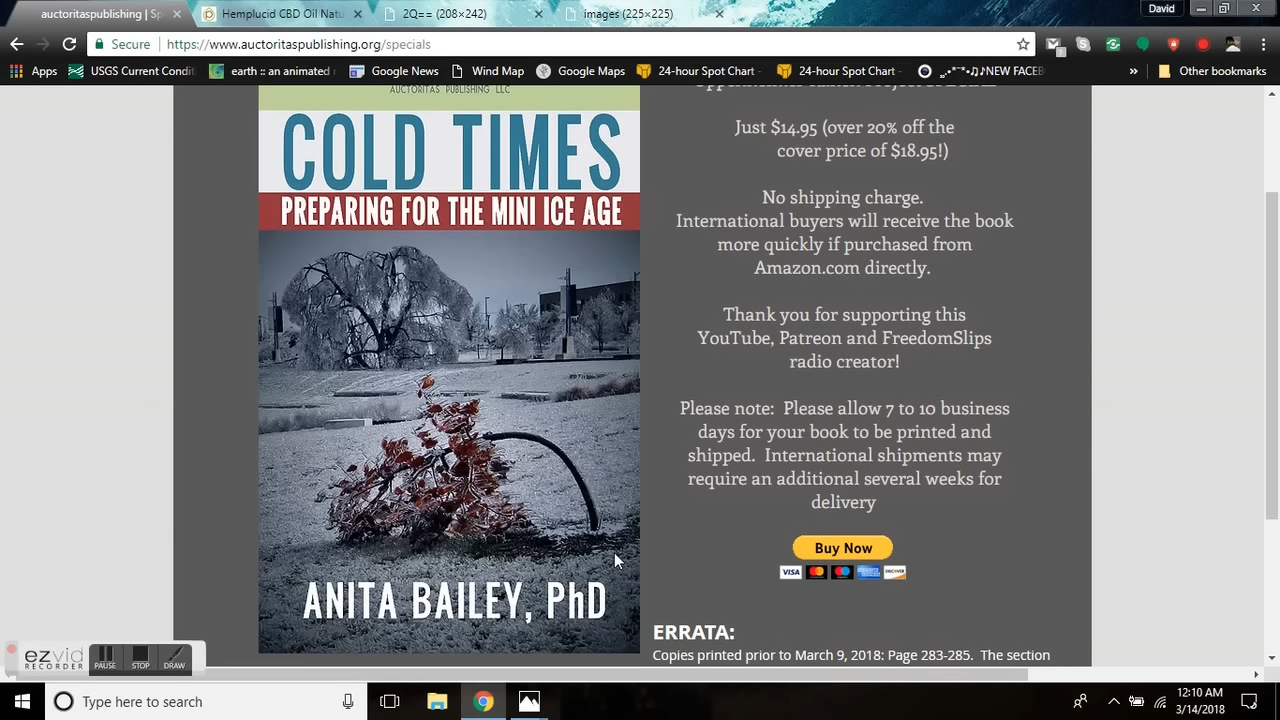 auctoritaspublishing | Sp
Hemplucid CBD Oil Natu
2Q== (208×242)
images (225×225)
David
Secure
https://www.auctoritaspublishing.org/specials
Apps
USGS Current Condit
earth :: an animated
Google News
Wind Map
Google Maps
24-hour Spot Chart -
24-hour Spot Chart -
NEW FACEB
»
Other bookmarks
AUCTORITAS PUBLISHING LLC
COLD TIMES
PREPARING FOR THE MINI ICE AGE
ANITA BAILEY, PhD
Just $14.95 (over 20% off the
cover price of $18.95!)
No shipping charge.
International buyers will receive the book
more quickly if purchased from
Amazon.com directly.
Thank you for supporting this
YouTube, Patreon and FreedomSlips
radio creator!
Please note: Please allow 7 to 10 business
days for your book to be printed and
shipped. International shipments may
require an additional several weeks for
delivery
Buy Now
VISA
DISCOVER
ERRATA:
Copies printed prior to March 9, 2018: Page 283-285. The section
ezvid
RECORDER
PAUSE
STOP
DRAW
Type here to search
12:10 AM
3/14/2018